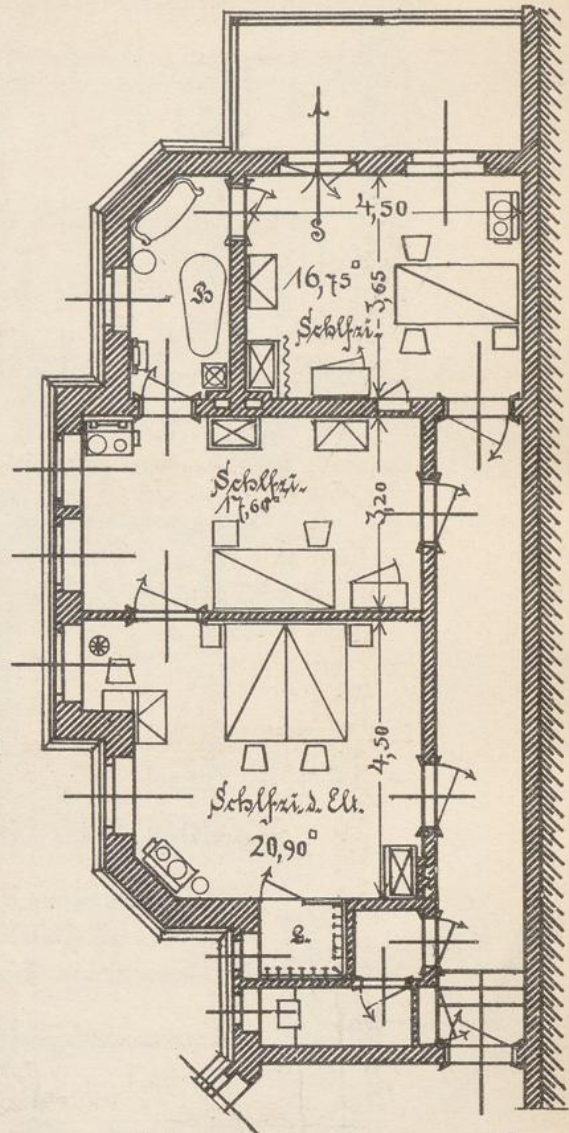 4,50
16,75□
3,65
Schlfzi.
B
S
Schlfzi.
17,60□
3,20
4,50
Schlfzi. d. Elt.
20,90□